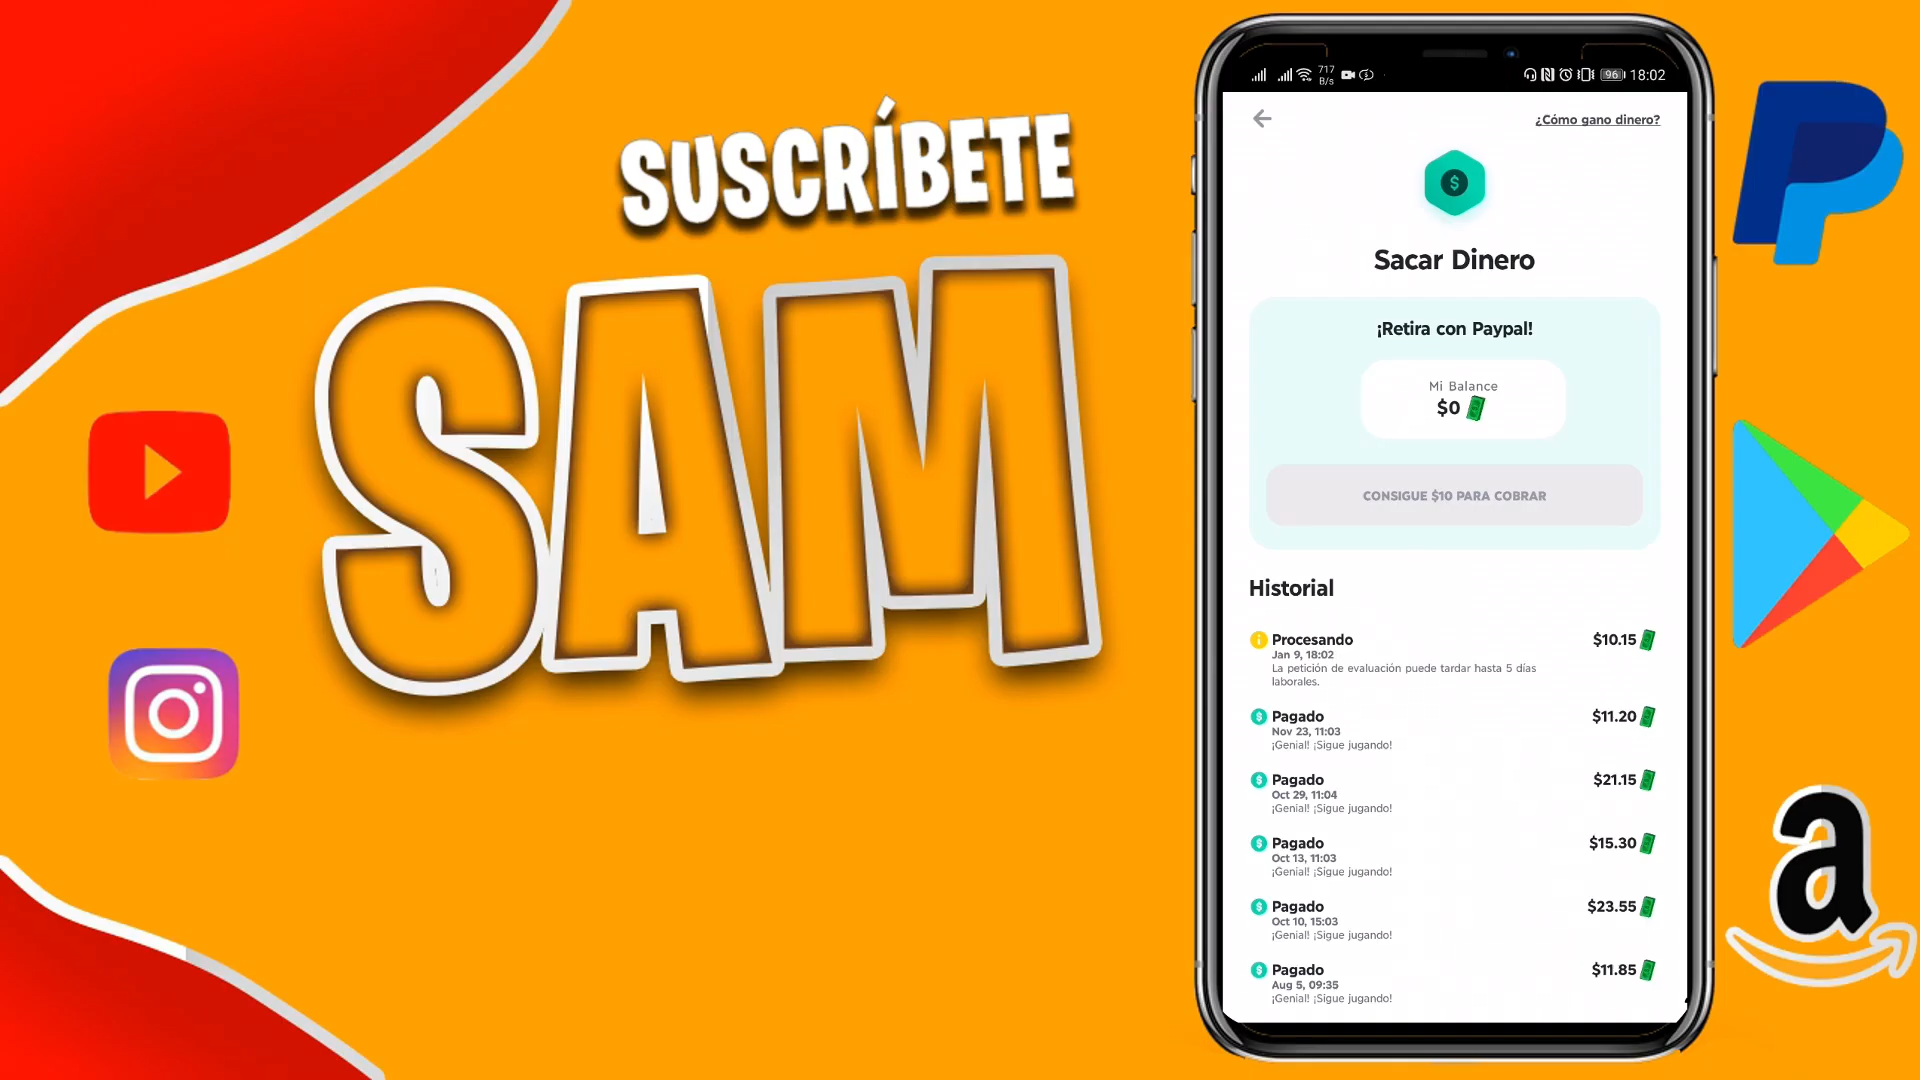 SUSCRÍBETE
SAM
717
B/s
96
18:02
¿Cómo gano dinero?
$
Sacar Dinero
¡Retira con Paypal!
Mi Balance
$0
CONSIGUE $10 PARA COBRAR
Historial
Procesando
$10.15
Jan 9, 18:02
La petición de evaluación puede tardar hasta 5 días
laborales.
$ Pagado
$11.20
Nov 23, 11:03
¡Genial! ¡Sigue jugando!
$ Pagado
$21.15
Oct 29, 11:04
¡Genial! ¡Sigue jugando!
$ Pagado
$15.30
Oct 13, 11:03
¡Genial! ¡Sigue jugando!
$ Pagado
$23.55
Oct 10, 15:03
¡Genial! ¡Sigue jugando!
$ Pagado
$11.85
Aug 5, 09:35
¡Genial! ¡Sigue jugando!
a